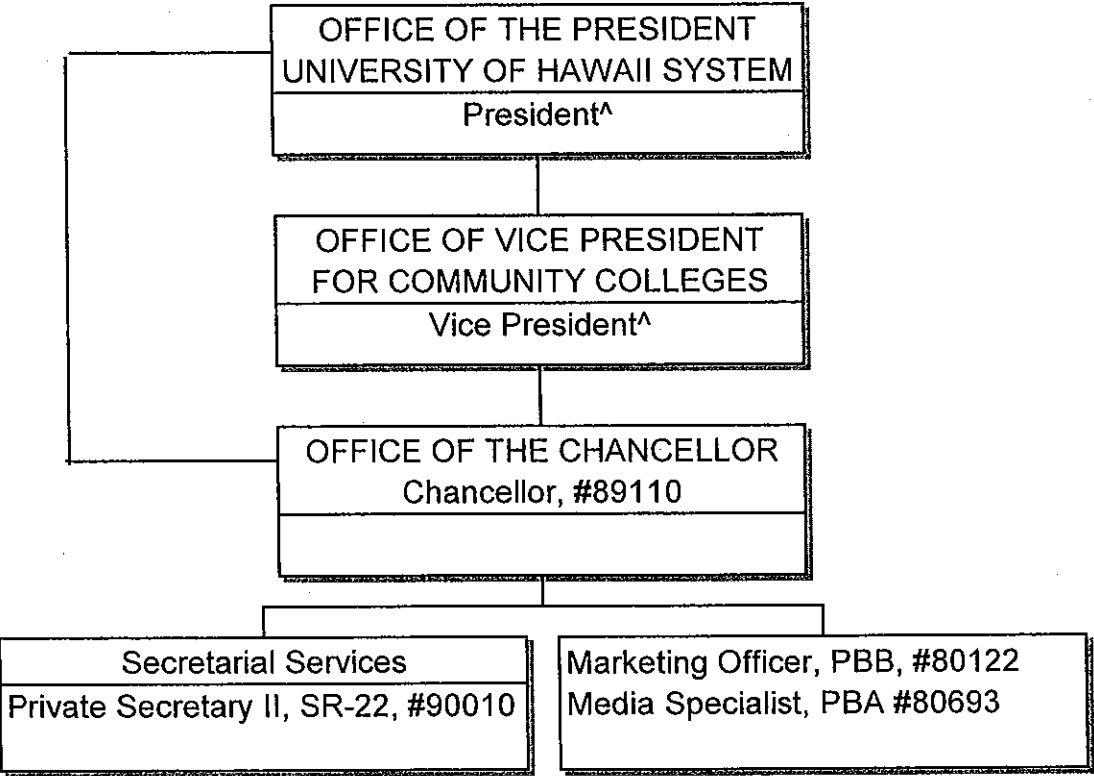 OFFICE OF THE PRESIDENT
UNIVERSITY OF HAWAII SYSTEM
President^
OFFICE OF VICE PRESIDENT
FOR COMMUNITY COLLEGES
Vice President^
OFFICE OF THE CHANCELLOR
Chancellor, #89110
Secretarial Services
Private Secretary II, SR-22, #90010
Marketing Officer, PBB, #80122
Media Specialist, PBA #80693